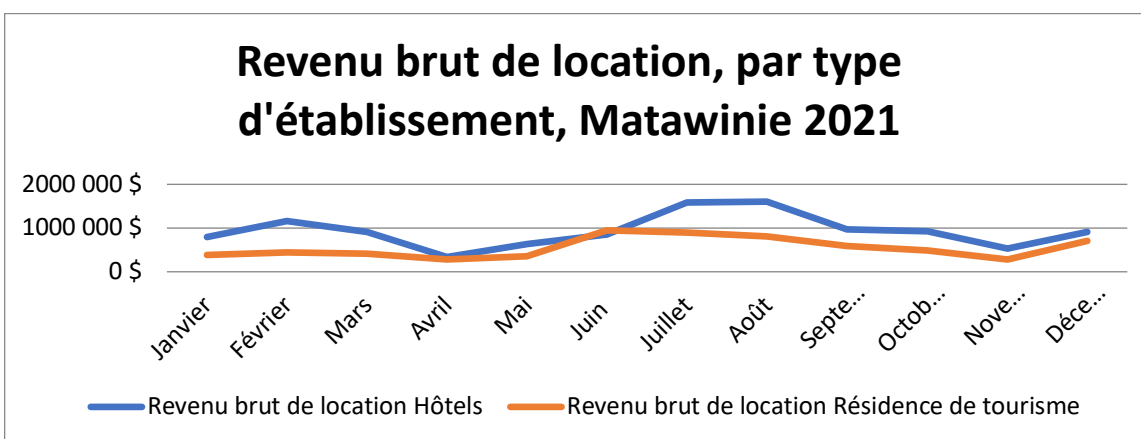 Revenu brut de location, par type
d'établissement, Matawinie 2021
2000 000 $
1000 000 $
0 $
Janvier
Février
Mars
Avril
Mai
Juin
Juillet
Août
Septe...
Octob...
Nove...
Déce...
Revenu brut de location Hôtels
Revenu brut de location Résidence de tourisme